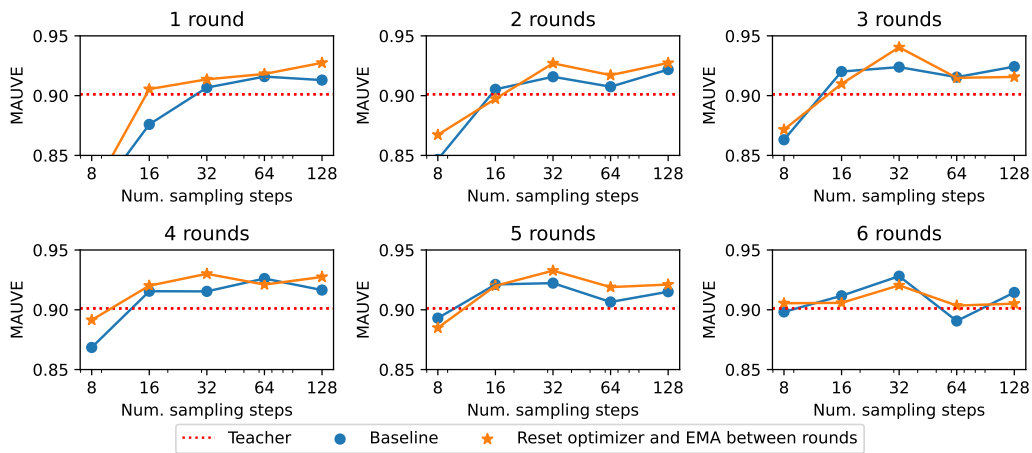 1 round
2 rounds
3 rounds
0.95
0.90
0.85
MAUVE
8 16 32 64 128
Num. sampling steps
0.95
0.90
0.85
MAUVE
8 16 32 64 128
Num. sampling steps
0.95
0.90
0.85
MAUVE
8 16 32 64 128
Num. sampling steps
4 rounds
5 rounds
6 rounds
0.95
0.90
0.85
MAUVE
8 16 32 64 128
Num. sampling steps
0.95
0.90
0.85
MAUVE
8 16 32 64 128
Num. sampling steps
0.95
0.90
0.85
MAUVE
8 16 32 64 128
Num. sampling steps
Teacher
Baseline
Reset optimizer and EMA between rounds